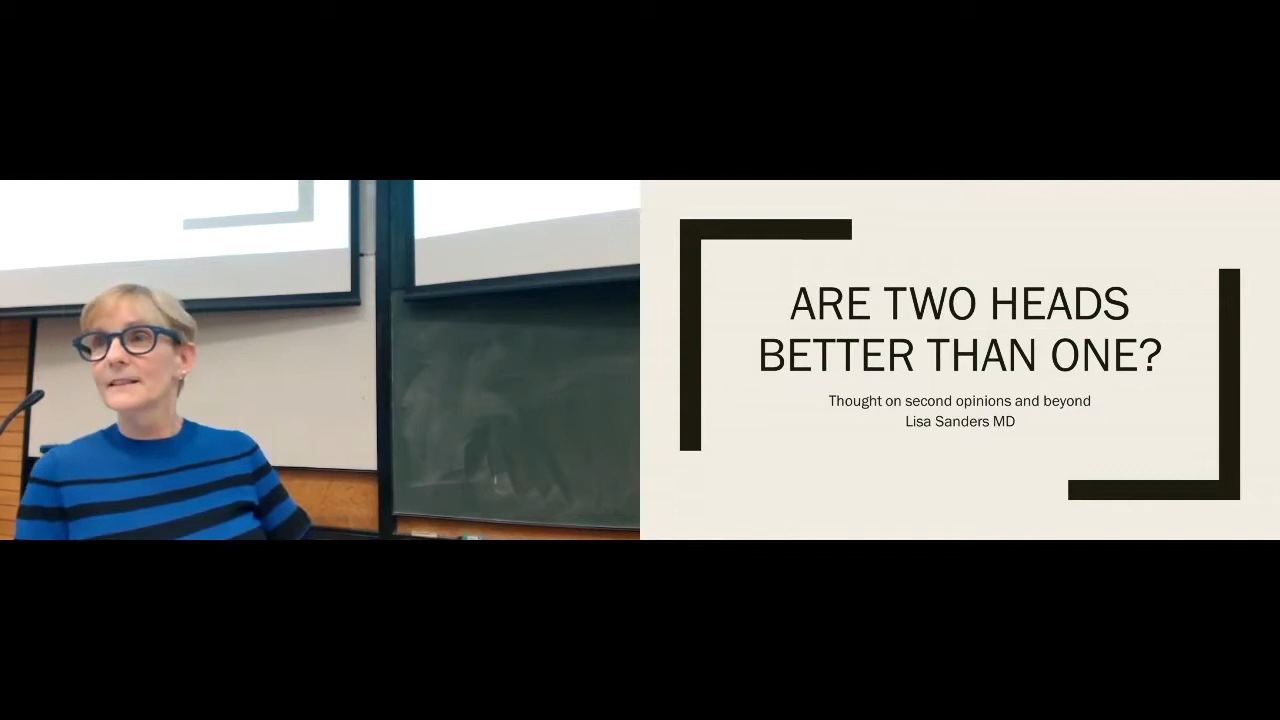 ARE TWO HEADS
BETTER THAN ONE?
Thought on second opinions and beyond
Lisa Sanders MD